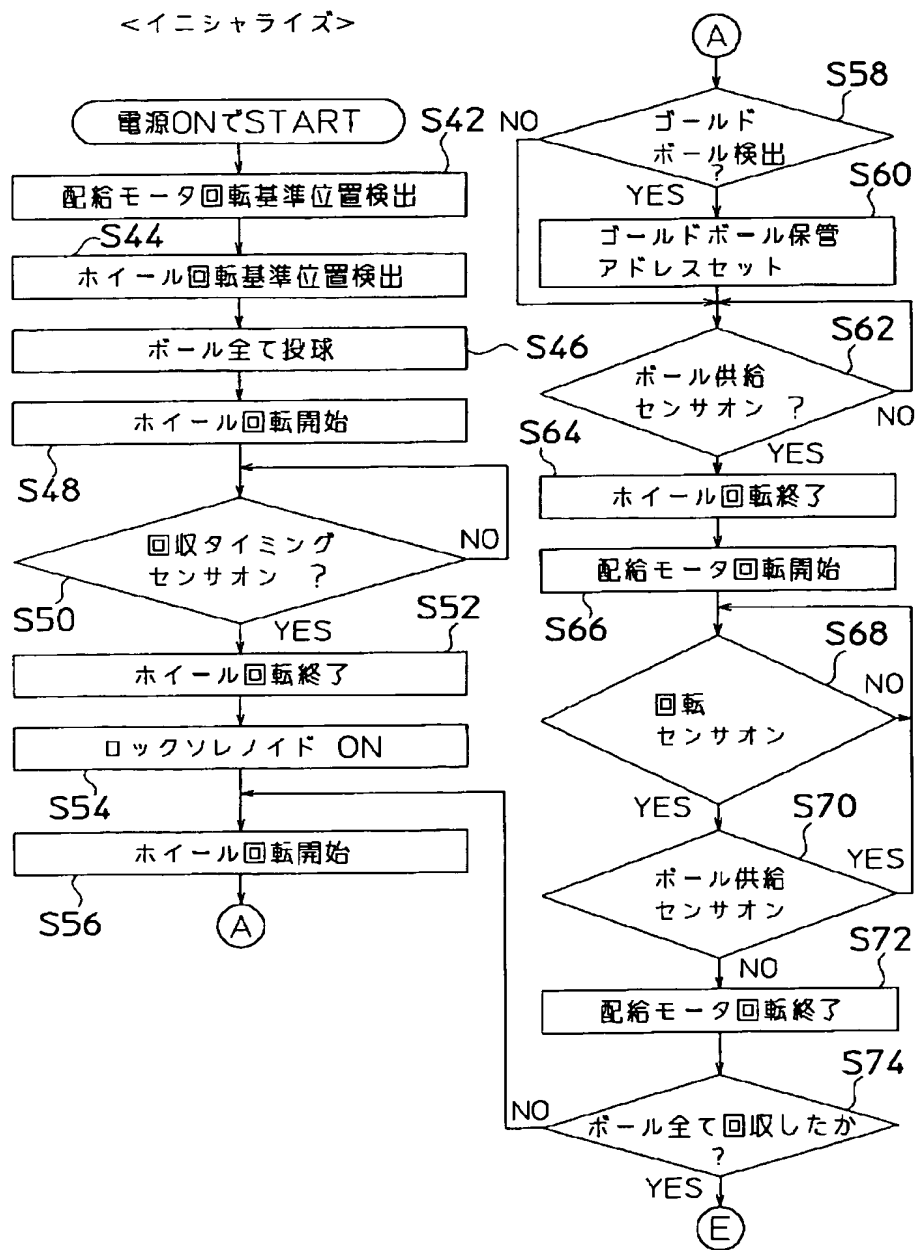 <イニシャライズ>
電源ONでSTART
S42
配給モータ回転基準位置検出
S44
ホイール回転基準位置検出
ボール全て投球
S46
ホイール回転開始
S48
回収タイミング
センサオン ?
NO
S50
YES
S52
ホイール回転終了
ロックソレノイド ON
S54
ホイール回転開始
S56
A
A
S58
NO
ゴールド
ボール検出
?
YES
S60
ゴールドボール保管
アドレスセット
S62
ボール供給
センサオン ?
NO
S64
YES
ホイール回転終了
配給モータ回転開始
S66
S68
NO
回転
センサオン
YES
S70
YES
ボール供給
センサオン
S72
NO
配給モータ回転終了
S74
NO
ボール全て回収したか
?
YES
E